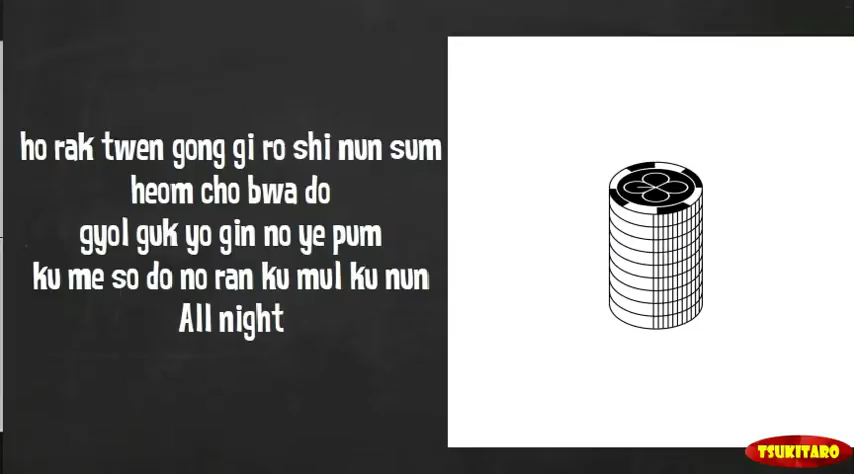 ho rak twen gong gi ro shi nun sum
heom cho bwa do
gyol guk yo gin no ye pum
ku me so do no ran ku mul ku nun
All night
TSUKITARO